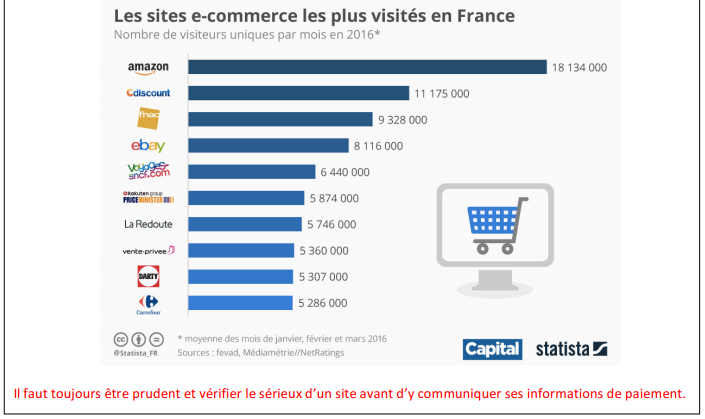 Les sites e-commerce les plus visités en France
Nombre de visiteurs uniques par mois en 2016*
amazon 18 134 000
Cdiscount 11 175 000
fnac 9 328 000
ebay 8 116 000
Voyages-
sncf.com 6 440 000
Rakuten group
PRICEMINISTER 5 874 000
La Redoute 5 746 000
vente-privee 5 360 000
DARTY 5 307 000
Carrefour 5 286 000
* moyenne des mois de janvier, février et mars 2016
@Statista_FR Sources : fevad, Médiamétrie//NetRatings
Capital statista
Il faut toujours être prudent et vérifier le sérieux d’un site avant d’y communiquer ses informations de paiement.